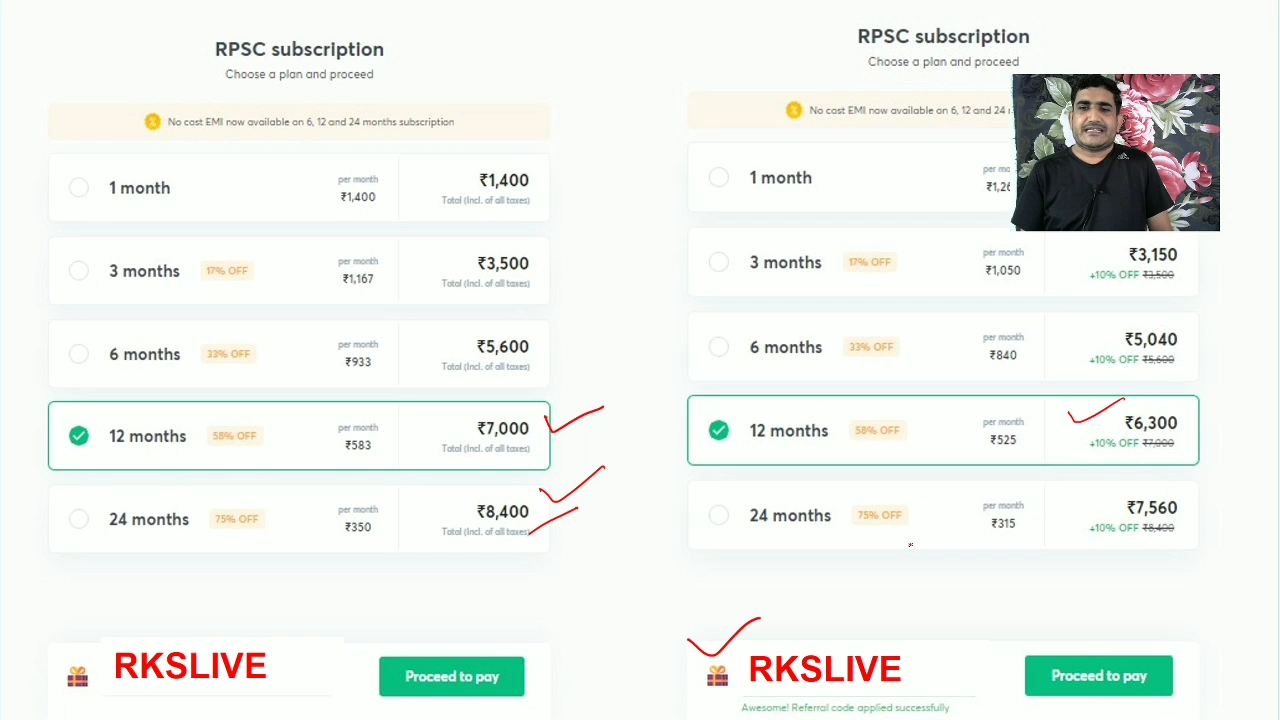 RPSC subscription
Choose a plan and proceed
No cost EMI now available on 6, 12 and 24 months subscription
1 month
per month
₹1,400
₹1,400
Total (Incl. of all taxes)
3 months
17% OFF
per month
₹1,167
₹3,500
Total (Incl. of all taxes)
6 months
33% OFF
per month
₹933
₹5,600
Total (Incl. of all taxes)
12 months
58% OFF
per month
₹583
₹7,000
Total (Incl. of all taxes)
24 months
75% OFF
per month
₹350
₹8,400
Total (Incl. of all taxes)
RKSLIVE
Proceed to pay
RPSC subscription
Choose a plan and proceed
No cost EMI now available on 6, 12 and 24
1 month
per
3 months
17% OFF
per month
₹1,050
₹3,150
+10% OFF ₹3,500
6 months
33% OFF
per month
₹840
₹5,040
+10% OFF ₹5,600
12 months
58% OFF
per month
₹525
₹6,300
+10% OFF ₹7,000
24 months
75% OFF
per month
₹315
₹7,560
+10% OFF ₹8,400
RKSLIVE
Proceed to pay
Awesome! Referral code applied successfully